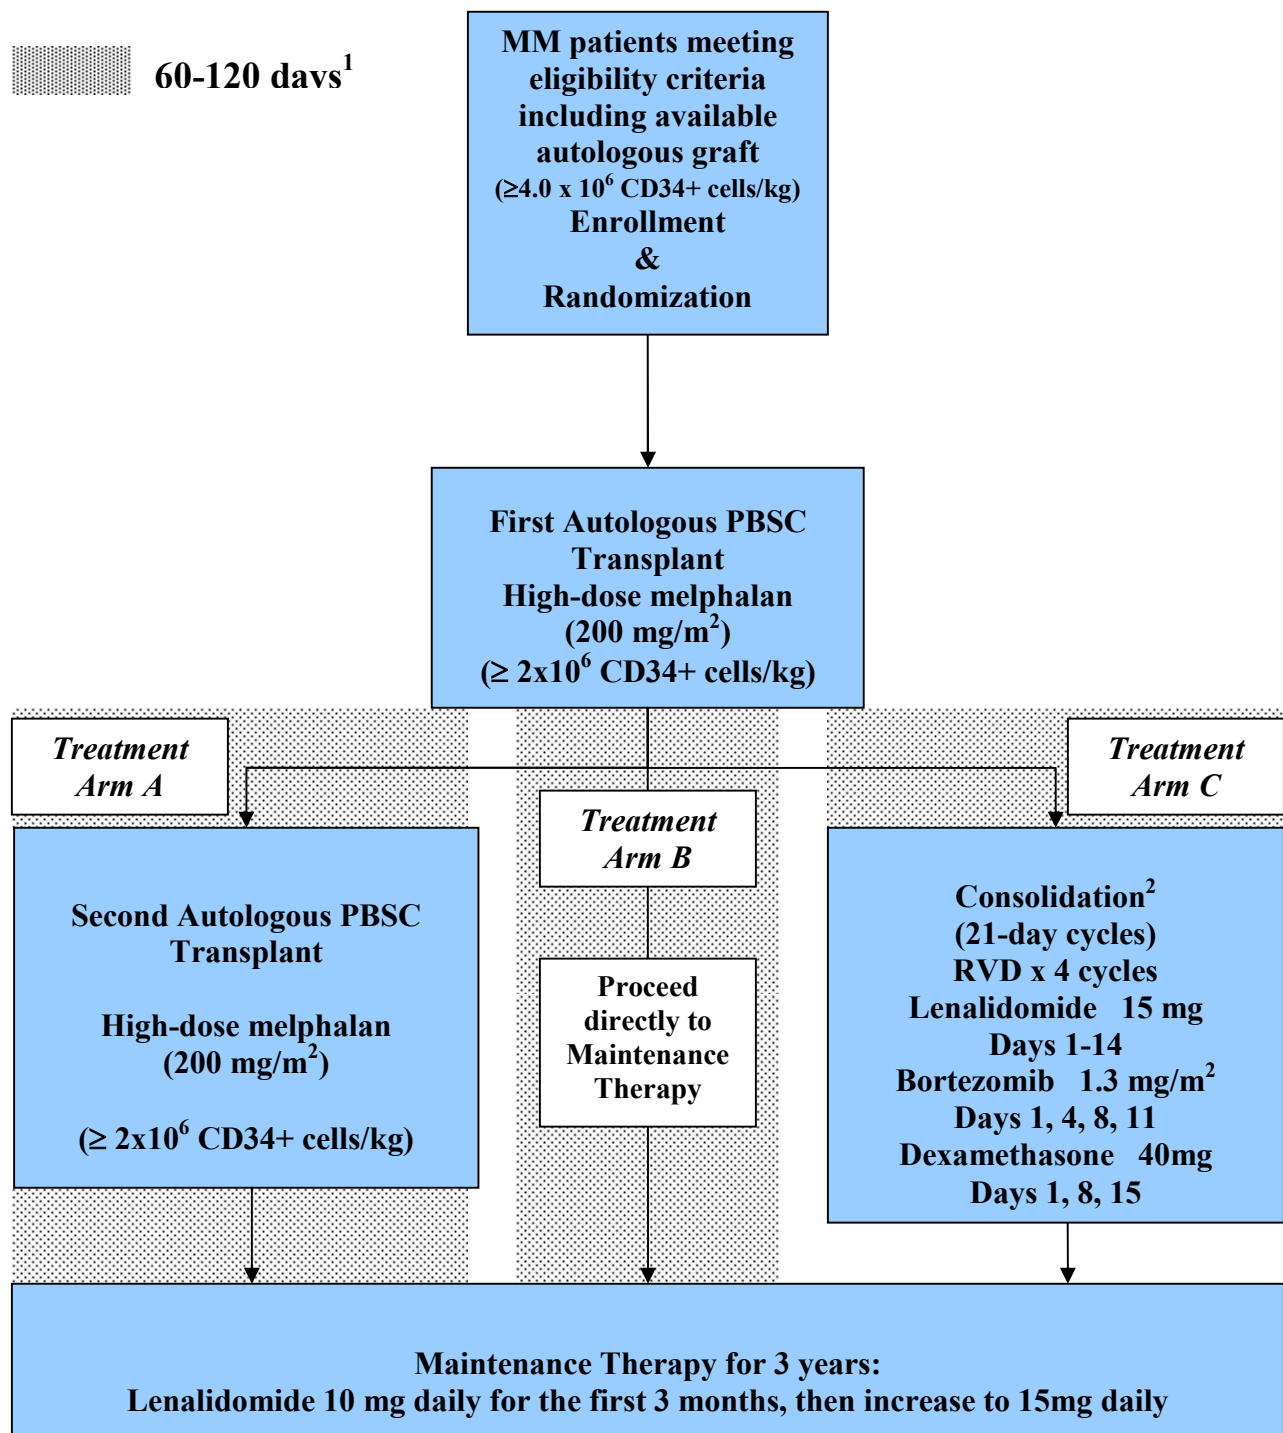 60-120 days¹
MM patients meeting
eligibility criteria
including available
autologous graft
(≥4.0 x 10⁶ CD34+ cells/kg)
Enrollment
&
Randomization
First Autologous PBSC
Transplant
High-dose melphalan
(200 mg/m²)
(≥ 2x10⁶ CD34+ cells/kg)
Treatment
Arm A
Treatment
Arm B
Treatment
Arm C
Second Autologous PBSC
Transplant
High-dose melphalan
(200 mg/m²)
(≥ 2x10⁶ CD34+ cells/kg)
Proceed
directly to
Maintenance
Therapy
Consolidation²
(21-day cycles)
RVD x 4 cycles
Lenalidomide 15 mg
Days 1-14
Bortezomib 1.3 mg/m²
Days 1, 4, 8, 11
Dexamethasone 40mg
Days 1, 8, 15
Maintenance Therapy for 3 years:
Lenalidomide 10 mg daily for the first 3 months, then increase to 15mg daily